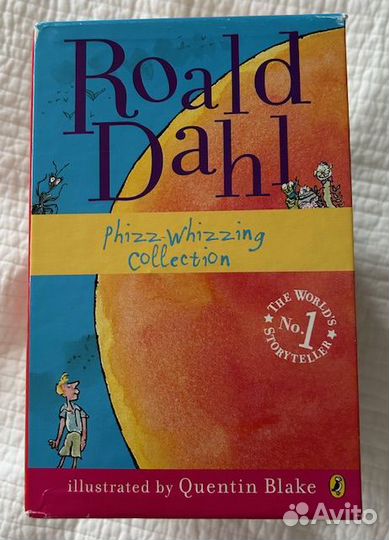 Roald
Dahl
phizz-whizzing
collection
THE WORLD'S
No.1
STORYTELLER
illustrated by Quentin Blake
Avito